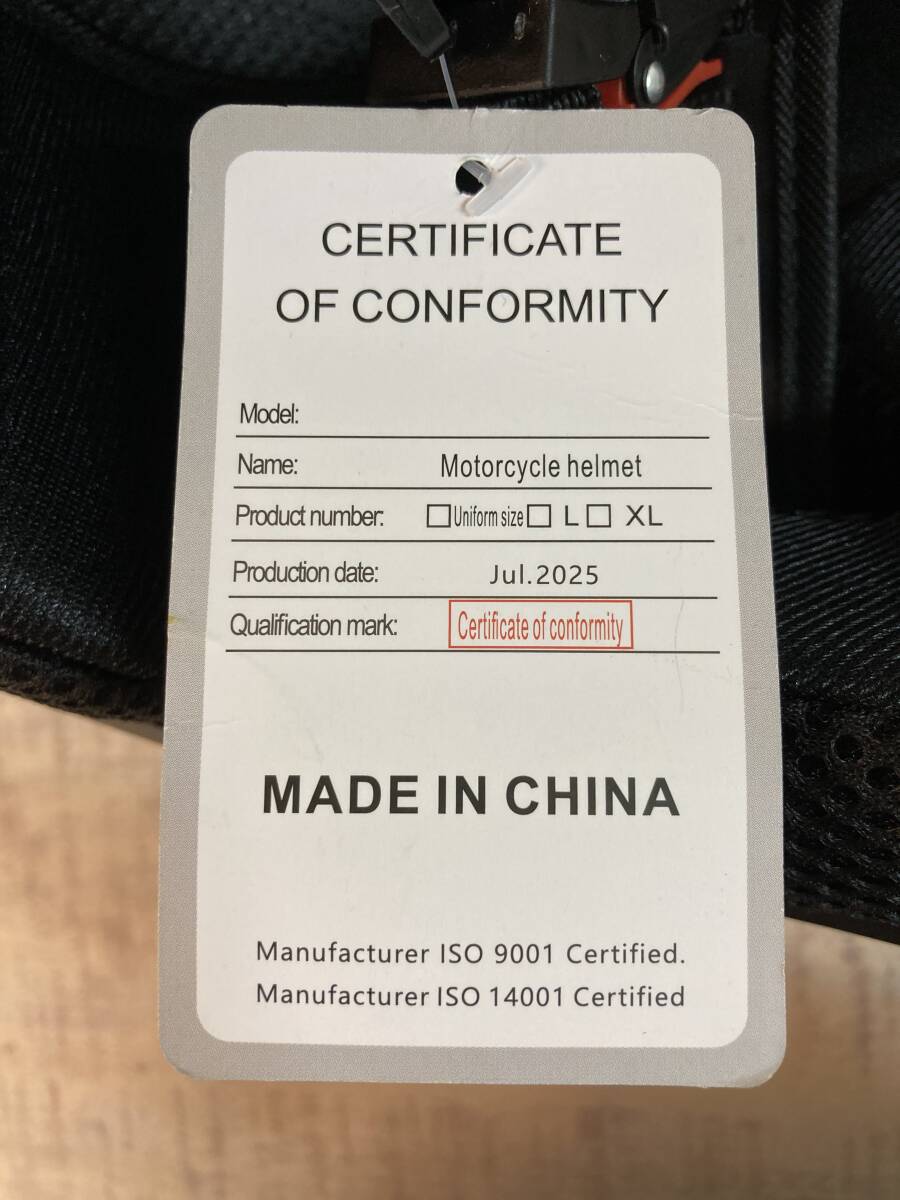 CERTIFICATE
OF CONFORMITY
Model:
Name: Motorcycle helmet
Product number: □Uniform size□ L□ XL
Production date: Jul.2025
Qualification mark: Certificate of conformity
MADE IN CHINA
Manufacturer ISO 9001 Certified.
Manufacturer ISO 14001 Certified